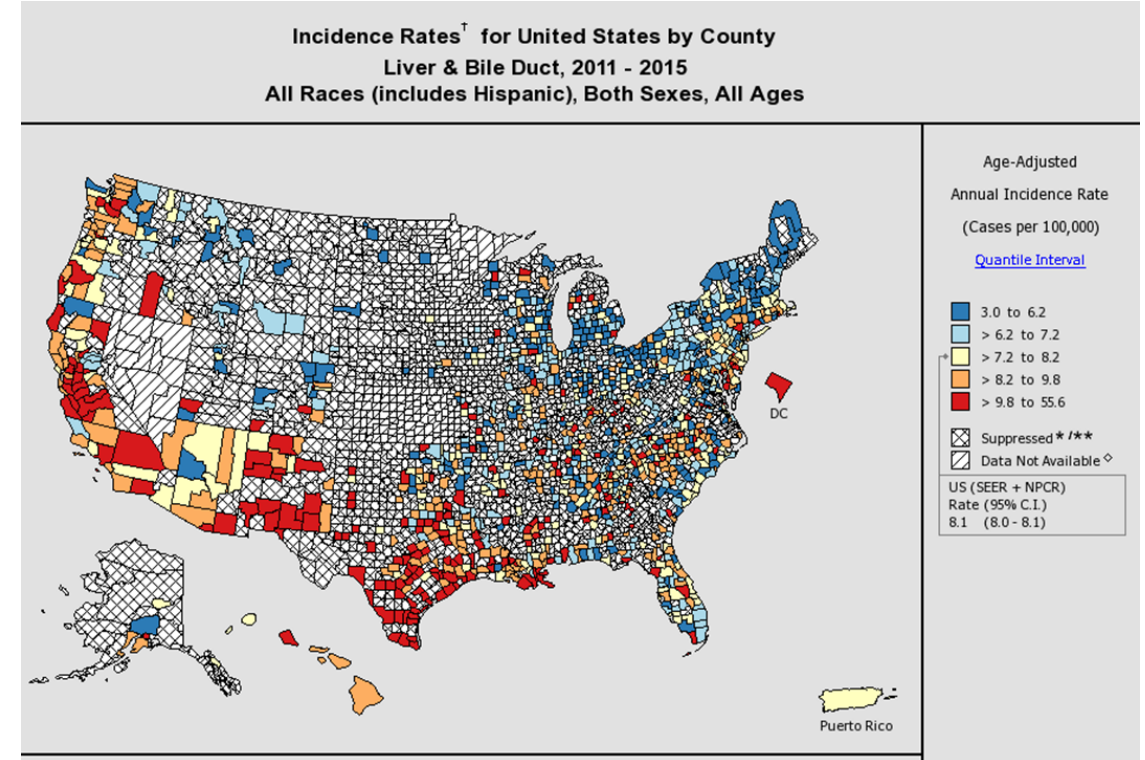 Incidence Rates† for United States by County
Liver & Bile Duct, 2011 - 2015
All Races (includes Hispanic), Both Sexes, All Ages
Age-Adjusted
Annual Incidence Rate
(Cases per 100,000)
Quantile Interval
3.0 to 6.2
> 6.2 to 7.2
> 7.2 to 8.2
> 8.2 to 9.8
> 9.8 to 55.6
Suppressed * /**
Data Not Available ◇
US (SEER + NPCR)
Rate (95% C.I.)
8.1 (8.0 - 8.1)
DC
Puerto Rico